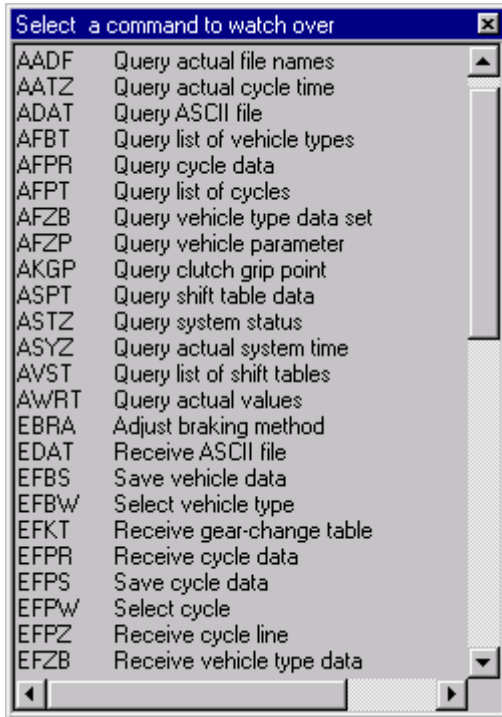 Select a command to watch over
AADF Query actual file names
AATZ Query actual cycle time
ADAT Query ASCII file
AFBT Query list of vehicle types
AFPR Query cycle data
AFPT Query list of cycles
AFZB Query vehicle type data set
AFZP Query vehicle parameter
AKGP Query clutch grip point
ASPT Query shift table data
ASTZ Query system status
ASYZ Query actual system time
AVST Query list of shift tables
AWRT Query actual values
EBRA Adjust braking method
EDAT Receive ASCII file
EFBS Save vehicle data
EFBW Select vehicle type
EFKT Receive gear-change table
EFPR Receive cycle data
EFPS Save cycle data
EFPW Select cycle
EFPZ Receive cycle line
EFZB Receive vehicle type data